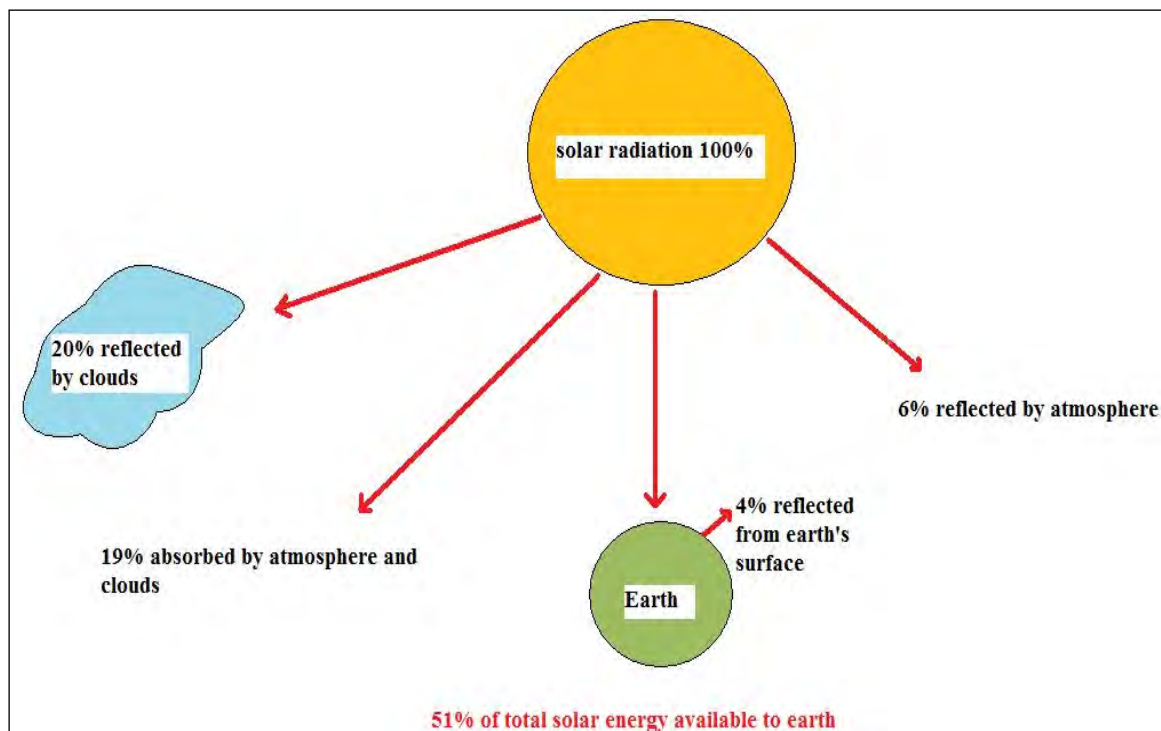 solar radiation 100%
20% reflected
by clouds
6% reflected by atmosphere
4% reflected
from earth's
surface
19% absorbed by atmosphere and
clouds
Earth
51% of total solar energy available to earth